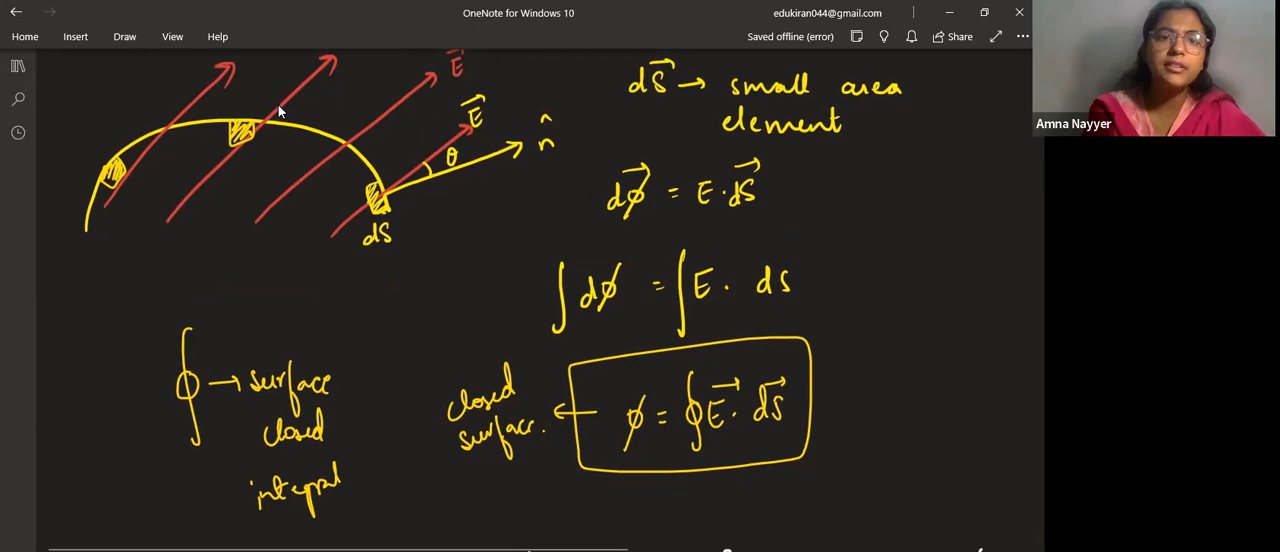 OneNote for Windows 10
edukiran044@gmail.com
Home Insert Draw View Help
Saved offline (error)
Share
Amna Nayyer
E
E
n̂
θ
dS
dS⃗ → small area
element
dϕ⃗ = E · dS⃗
∫ dϕ = ∫ E · ds
ϕ = ∮ E⃗ · dS⃗
closed
surface.
∮ → surface
closed
integral